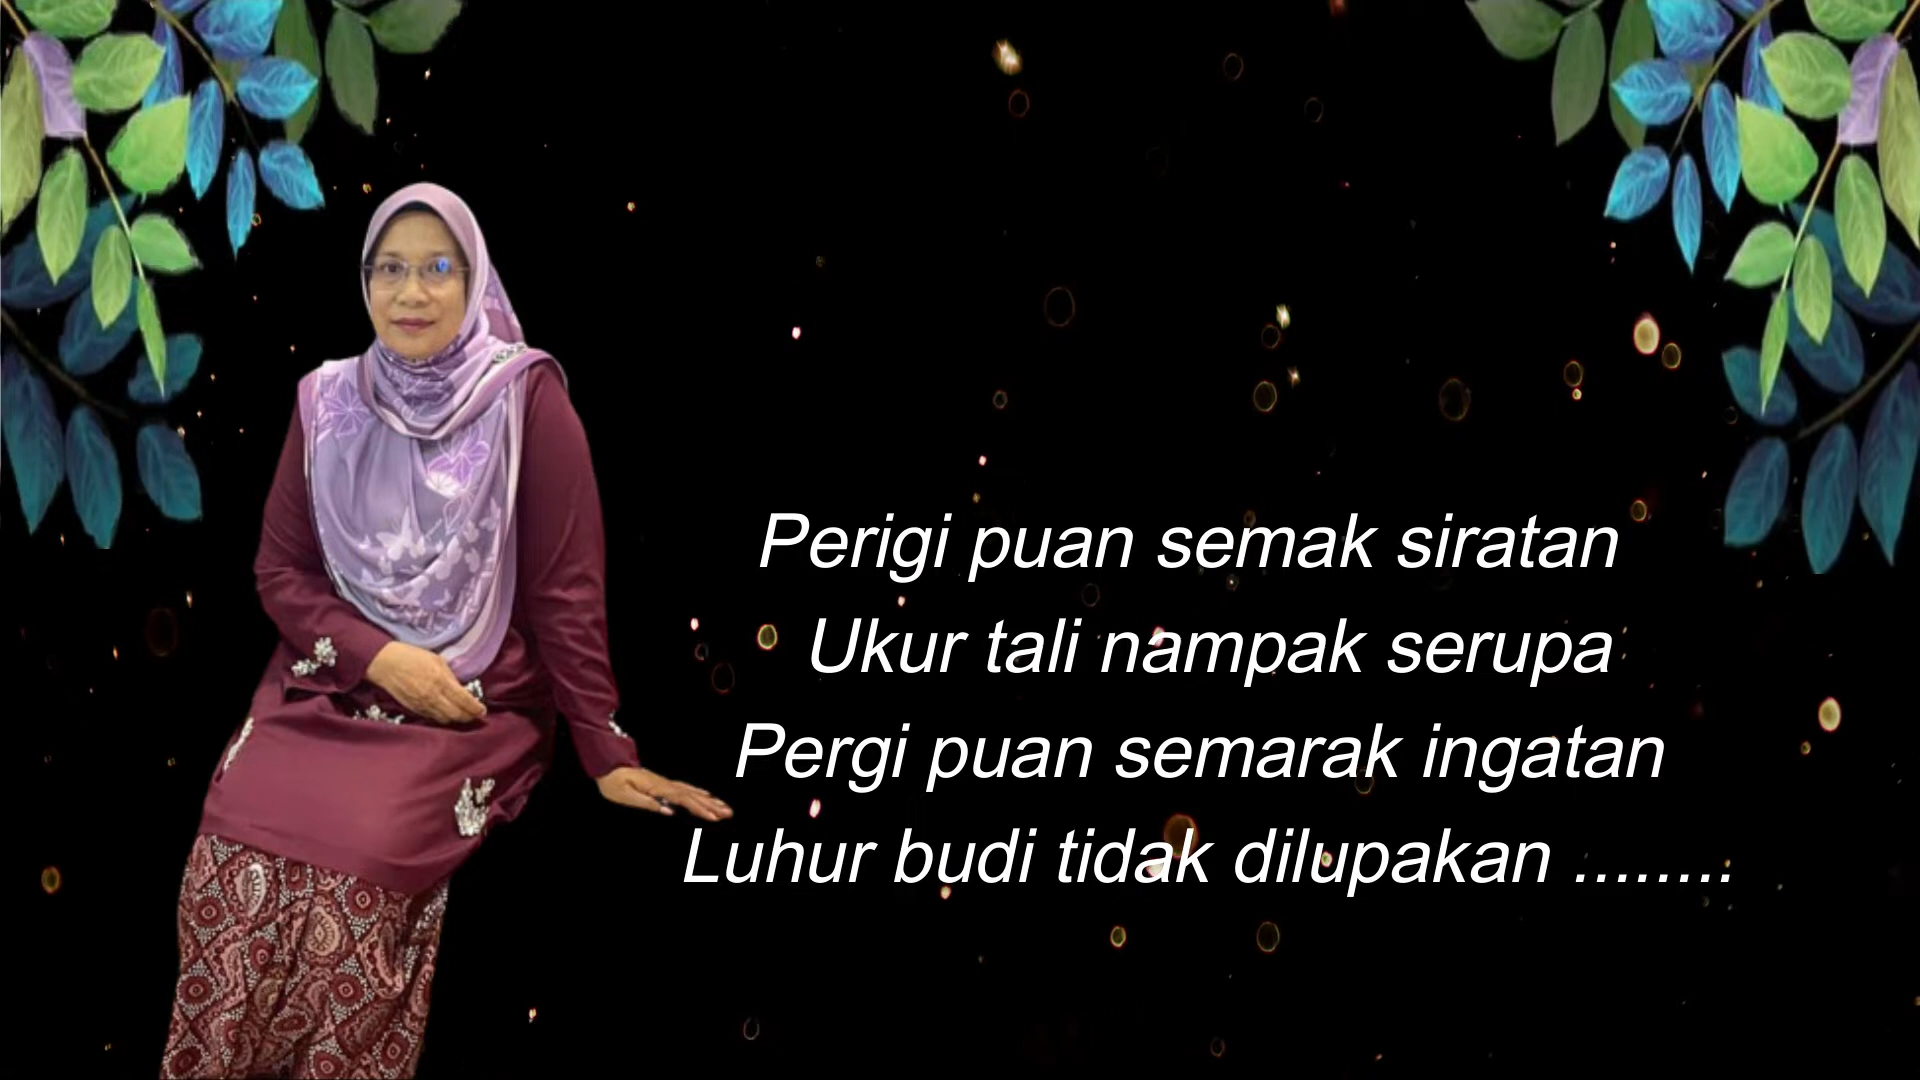 Perigi puan semak siratan
Ukur tali nampak serupa
Pergi puan semarak ingatan
Luhur budi tidak dilupakan ........